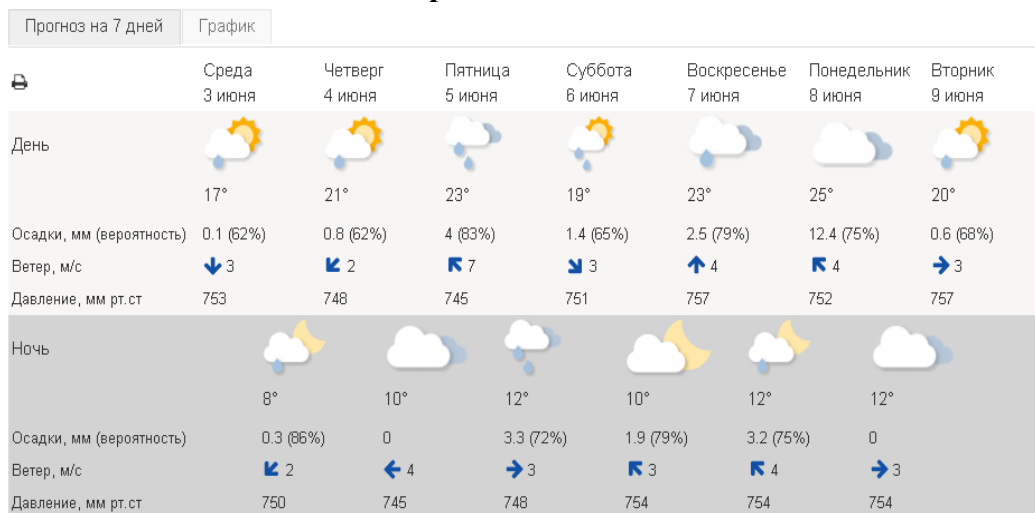 Прогноз на 7 дней График
Среда Четверг Пятница Суббота Воскресенье Понедельник Вторник
3 июня 4 июня 5 июня 6 июня 7 июня 8 июня 9 июня
День
17° 21° 23° 19° 23° 25° 20°
Осадки, мм (вероятность) 0.1 (62%) 0.8 (62%) 4 (83%) 1.4 (65%) 2.5 (79%) 12.4 (75%) 0.6 (68%)
Ветер, м/с 3 2 7 3 4 4 3
Давление, мм рт.ст 753 748 745 751 757 752 757
Ночь
8° 10° 12° 10° 12° 12°
Осадки, мм (вероятность) 0.3 (86%) 0 3.3 (72%) 1.9 (79%) 3.2 (75%) 0
Ветер, м/с 2 4 3 3 4 3
Давление, мм рт.ст 750 745 748 754 754 754